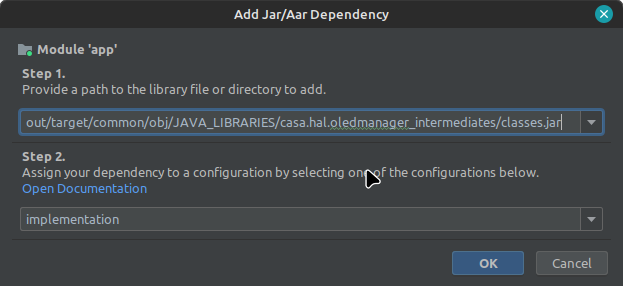 Add Jar/Aar Dependency
Module 'app'
Step 1.
Provide a path to the library file or directory to add.
out/target/common/obj/JAVA_LIBRARIES/casa.hal.oledmanager_intermediates/classes.jar
Step 2.
Assign your dependency to a configuration by selecting one of the configurations below.
Open Documentation
implementation
OK Cancel